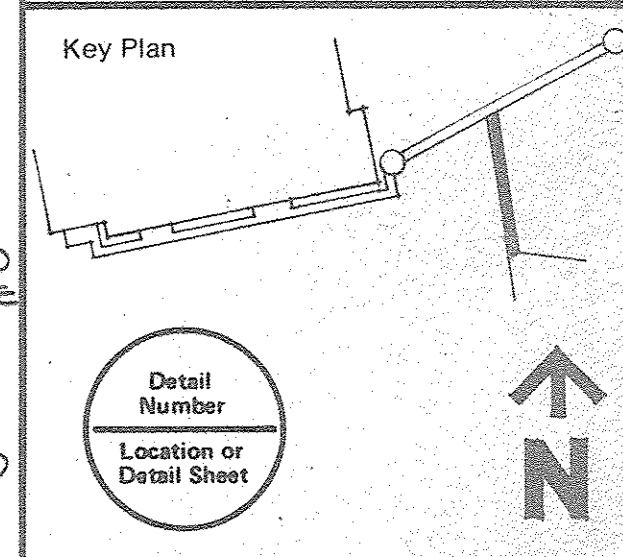 Key Plan
Detail
Number
Location or
Detail Sheet
N